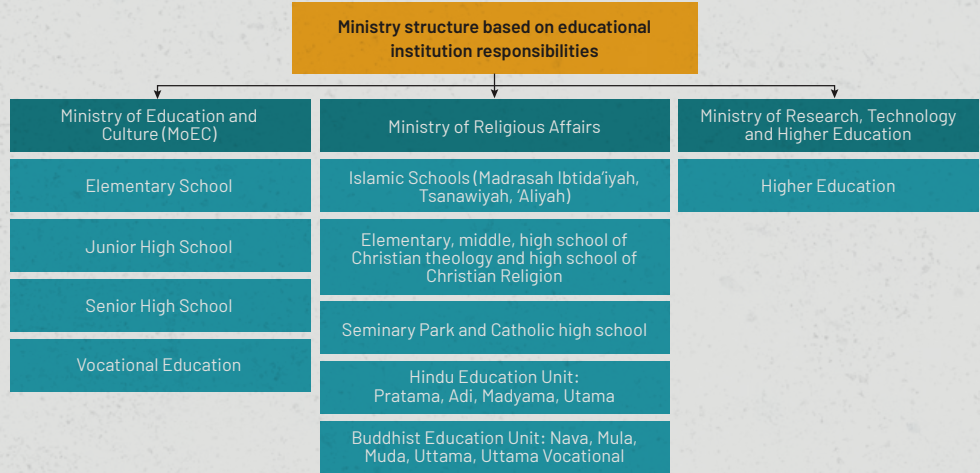 Ministry structure based on educational
institution responsibilities
Ministry of Education and
Culture (MoEC)
Elementary School
Junior High School
Senior High School
Vocational Education
Ministry of Religious Affairs
Islamic Schools (Madrasah Ibtida’iyah,
Tsanawiyah, ‘Aliyah)
Elementary, middle, high school of
Christian theology and high school of
Christian Religion
Seminary Park and Catholic high school
Hindu Education Unit:
Pratama, Adi, Madyama, Utama
Buddhist Education Unit: Nava, Mula,
Muda, Uttama, Uttama Vocational
Ministry of Research, Technology
and Higher Education
Higher Education